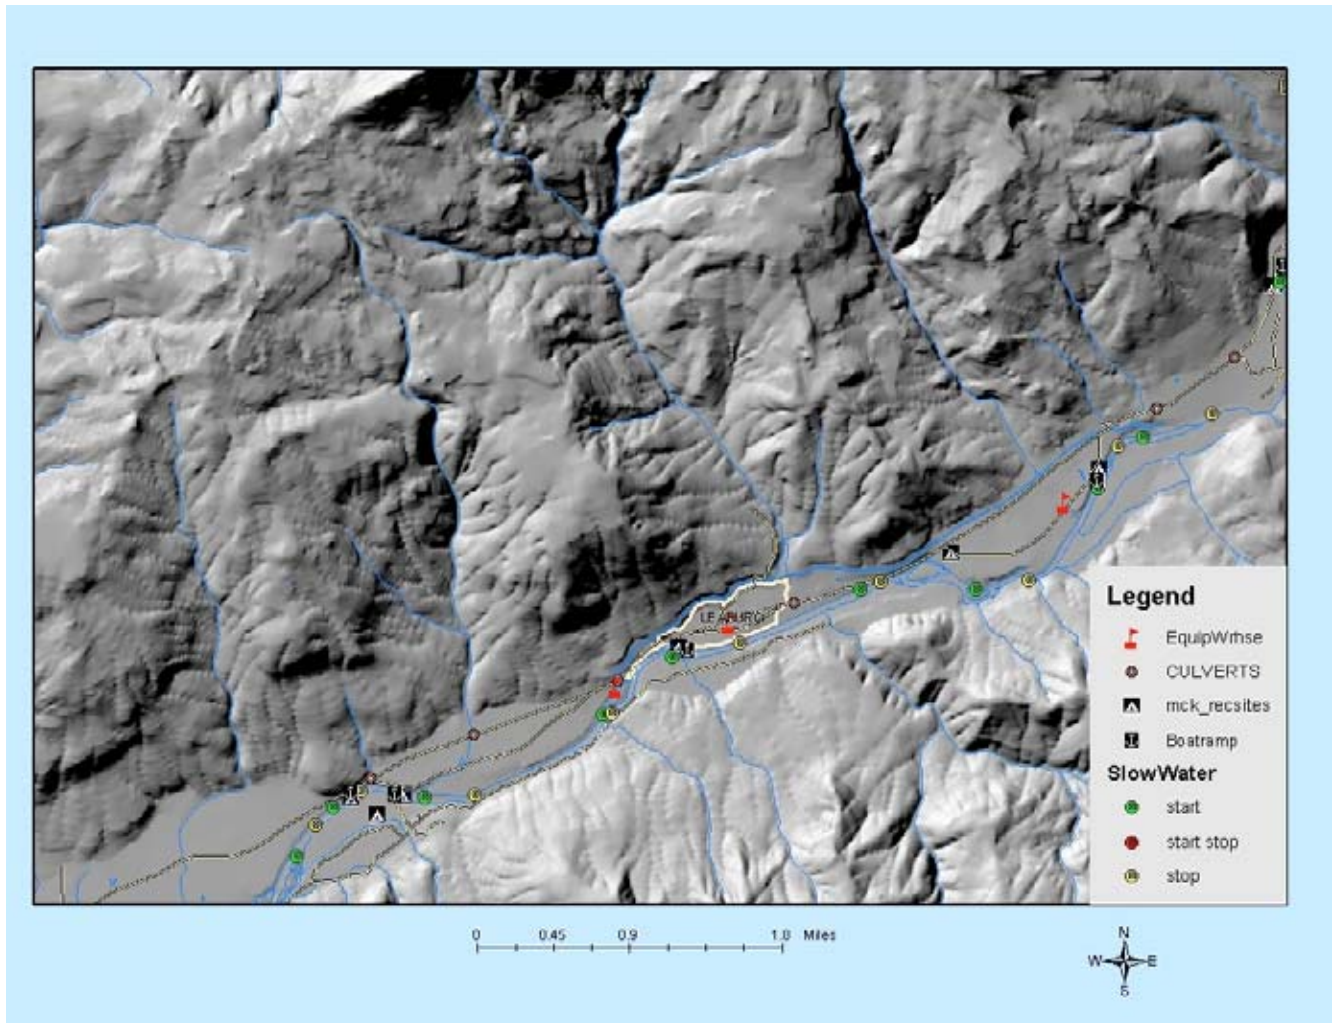 LEABURG
Legend
EquipWrhse
CULVERTS
mck_recsites
Boatramp
SlowWater
start
start stop
stop
0 0.45 0.9 1.8 Miles
N
W E
S